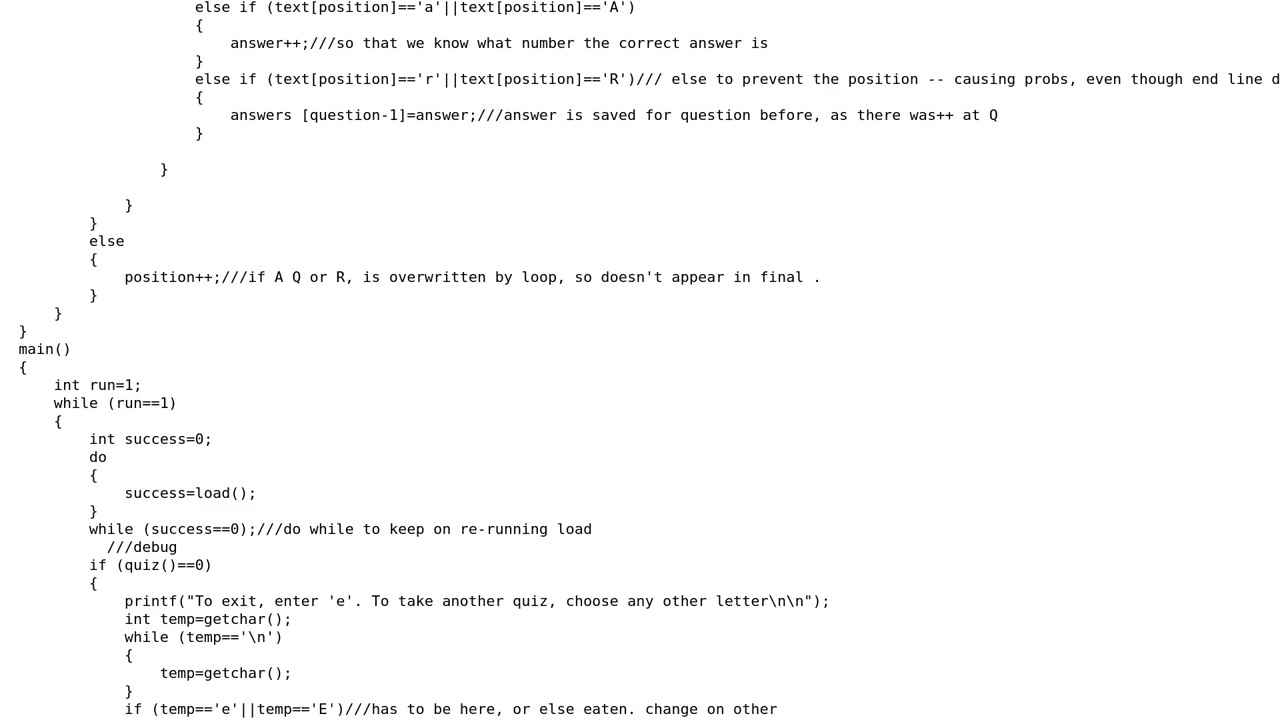 else if (text[position]=='a'||text[position]=='A')
{
answer++;///so that we know what number the correct answer is
}
else if (text[position]=='r'||text[position]=='R')/// else to prevent the position -- causing probs, even though end line d
{
answers [question-1]=answer;///answer is saved for question before, as there was++ at Q
}
}
}
}
else
{
position++;///if A Q or R, is overwritten by loop, so doesn't appear in final .
}
}
}
main()
{
int run=1;
while (run==1)
{
int success=0;
do
{
success=load();
}
while (success==0);///do while to keep on re-running load
///debug
if (quiz()==0)
{
printf("To exit, enter 'e'. To take another quiz, choose any other letter\n\n");
int temp=getchar();
while (temp=='\n')
{
temp=getchar();
}
if (temp=='e'||temp=='E')///has to be here, or else eaten. change on other